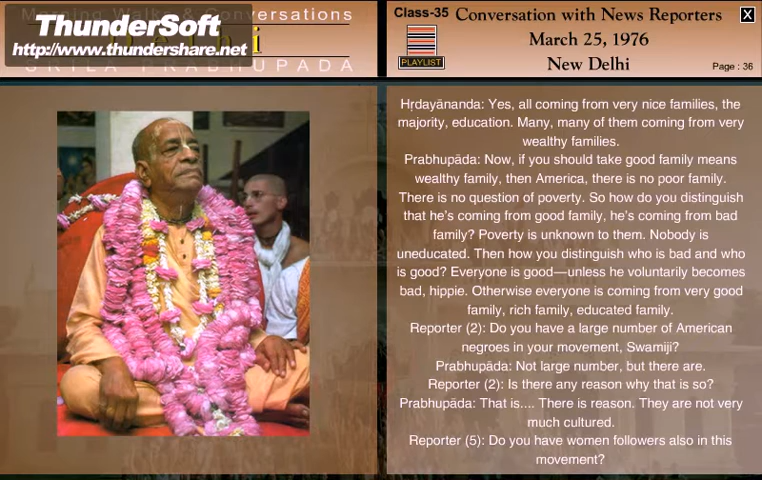 Morning Walks & Conversations
ThunderSoft
http://www.thundershare.net
SRILA PRABHUPADA
Class-35
PLAYLIST
Conversation with News Reporters
March 25, 1976
New Delhi
X
Page : 36
Hṛdayānanda: Yes, all coming from very nice families, the
majority, education. Many, many of them coming from very
wealthy families.
Prabhupāda: Now, if you should take good family means
wealthy family, then America, there is no poor family.
There is no question of poverty. So how do you distinguish
that he's coming from good family, he's coming from bad
family? Poverty is unknown to them. Nobody is
uneducated. Then how you distinguish who is bad and who
is good? Everyone is good—unless he voluntarily becomes
bad, hippie. Otherwise everyone is coming from very good
family, rich family, educated family.
Reporter (2): Do you have a large number of American
negroes in your movement, Swamiji?
Prabhupāda: Not large number, but there are.
Reporter (2): Is there any reason why that is so?
Prabhupāda: That is.... There is reason. They are not very
much cultured.
Reporter (5): Do you have women followers also in this
movement?